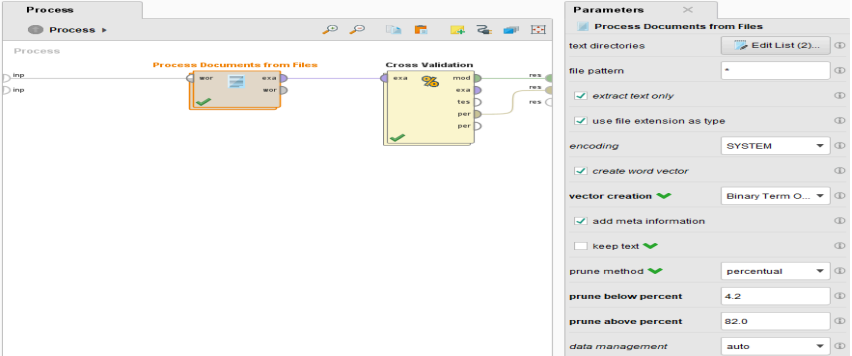 Process
Process
Process
inp
inp
Process Documents from Files
wor
exa
wor
Cross Validation
exa
mod
exa
tes
per
per
res
res
res
Parameters
Process Documents from Files
text directories
Edit List (2)...
file pattern
*
extract text only
use file extension as type
encoding
SYSTEM
create word vector
vector creation
Binary Term O...
add meta information
keep text
prune method
percentual
prune below percent
4.2
prune above percent
82.0
data management
auto